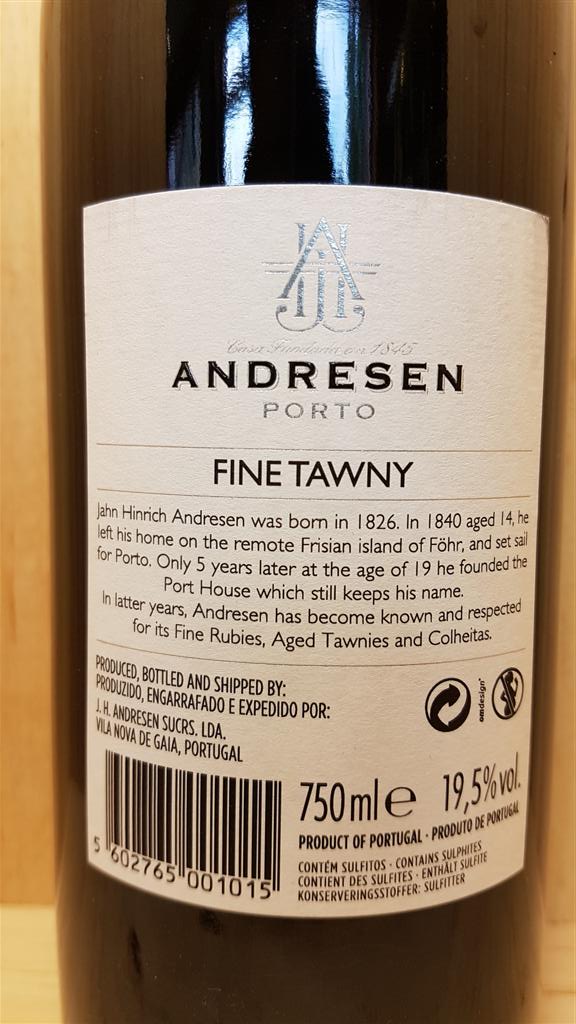 Casa Fundada em 1845
ANDRESEN
PORTO
FINE TAWNY
Jahn Hinrich Andresen was born in 1826. In 1840 aged 14, he
left his home on the remote Frisian island of Föhr, and set sail
for Porto. Only 5 years later at the age of 19 he founded the
Port House which still keeps his name.
In latter years, Andresen has become known and respected
for its Fine Rubies, Aged Tawnies and Colheitas.
PRODUCED, BOTTLED AND SHIPPED BY:
PRODUZIDO, ENGARRAFADO E EXPEDIDO POR:
J. H. ANDRESEN SUCRS. LDA.
VILA NOVA DE GAIA, PORTUGAL
omdesign®
750 ml e 19,5% vol.
PRODUCT OF PORTUGAL · PRODUTO DE PORTUGAL
CONTÉM SULFITOS · CONTAINS SULPHITES
CONTIENT DES SULFITES · ENTHÄLT SULFITE
KONSERVERINGSSTOFFER: SULFITTER
5 602765 001015